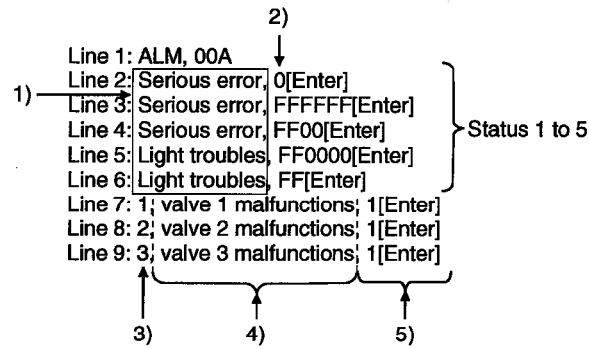 2)
Line 1: ALM, 00A
Line 2: Serious error, 0[Enter]
1)
Line 3: Serious error, FFFFFF[Enter]
Line 4: Serious error, FF00[Enter]
Status 1 to 5
Line 5: Light troubles, FF0000[Enter]
Line 6: Light troubles, FF[Enter]
Line 7: 1, valve 1 malfunctions, 1[Enter]
Line 8: 2, valve 2 malfunctions, 1[Enter]
Line 9: 3, valve 3 malfunctions, 1[Enter]
3) 4) 5)